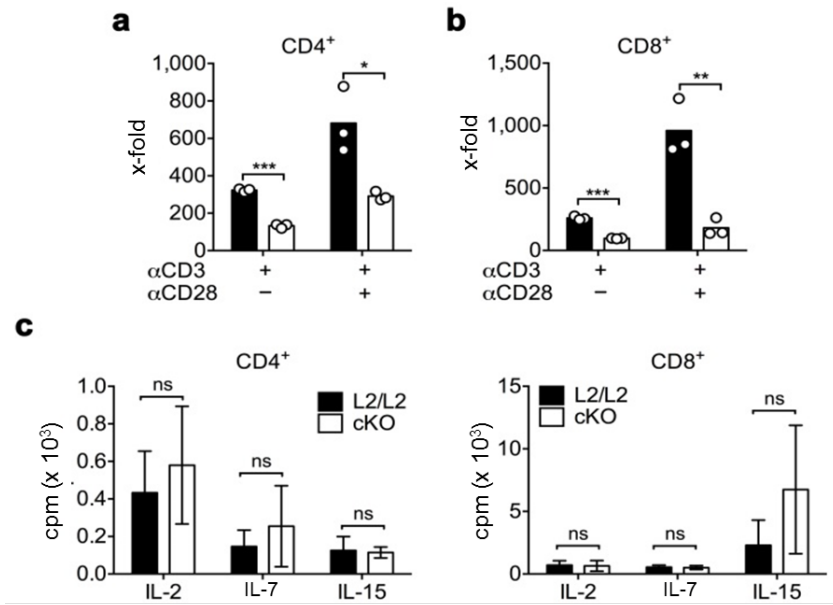 a
CD4⁺
x-fold
1,000
800
600
400
200
0
***
*
αCD3 + +
αCD28 − +
b
CD8⁺
x-fold
1,500
1,000
500
0
***
**
αCD3 + +
αCD28 − +
c
CD4⁺
cpm (x 10³)
1.0
0.8
0.6
0.4
0.2
0.0
ns
ns
ns
L2/L2
cKO
IL-2 IL-7 IL-15
CD8⁺
cpm (x 10³)
15
10
5
0
L2/L2
cKO
ns
ns
ns
IL-2 IL-7 IL-15